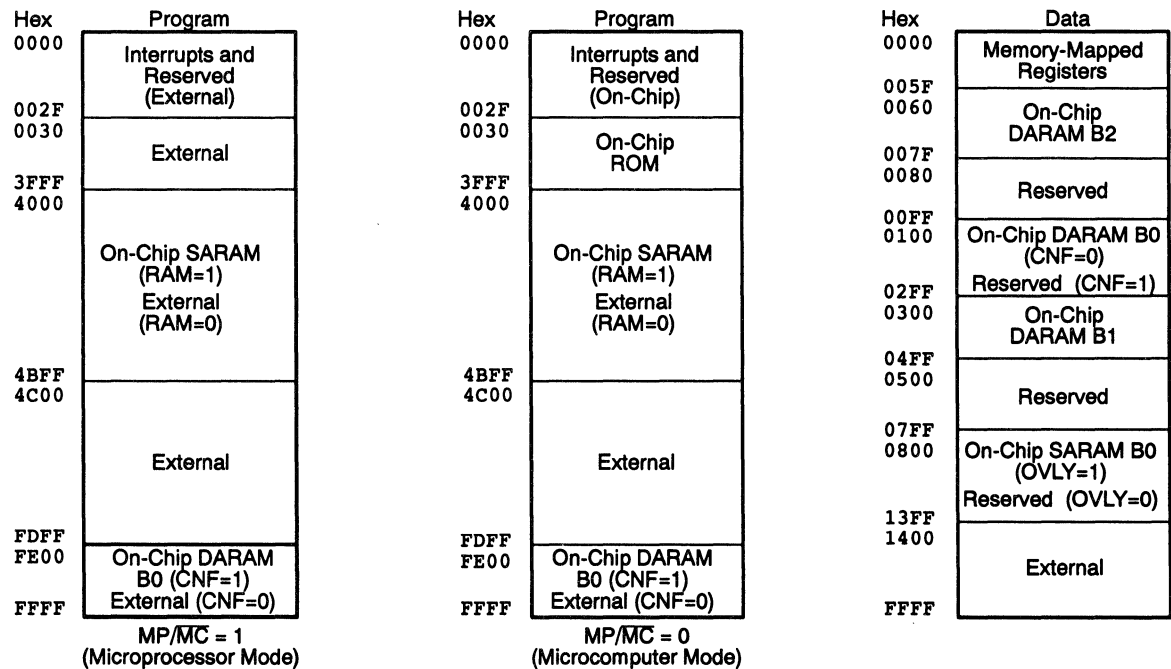 Hex Program
0000
Interrupts and
Reserved
(External)
002F
0030
External
3FFF
4000
On-Chip SARAM
(RAM=1)
External
(RAM=0)
4BFF
4C00
External
FDFF
FE00
On-Chip DARAM
B0 (CNF=1)
External (CNF=0)
FFFF
MP/M̅C̅ = 1
(Microprocessor Mode)
Hex Program
0000
Interrupts and
Reserved
(On-Chip)
002F
0030
On-Chip
ROM
3FFF
4000
On-Chip SARAM
(RAM=1)
External
(RAM=0)
4BFF
4C00
External
FDFF
FE00
On-Chip DARAM
B0 (CNF=1)
External (CNF=0)
FFFF
MP/M̅C̅ = 0
(Microcomputer Mode)
Hex Data
0000
Memory-Mapped
Registers
005F
0060
On-Chip
DARAM B2
007F
0080
Reserved
00FF
0100
On-Chip DARAM B0
(CNF=0)
Reserved (CNF=1)
02FF
0300
On-Chip
DARAM B1
04FF
0500
Reserved
07FF
0800
On-Chip SARAM B0
(OVLY=1)
Reserved (OVLY=0)
13FF
1400
External
FFFF